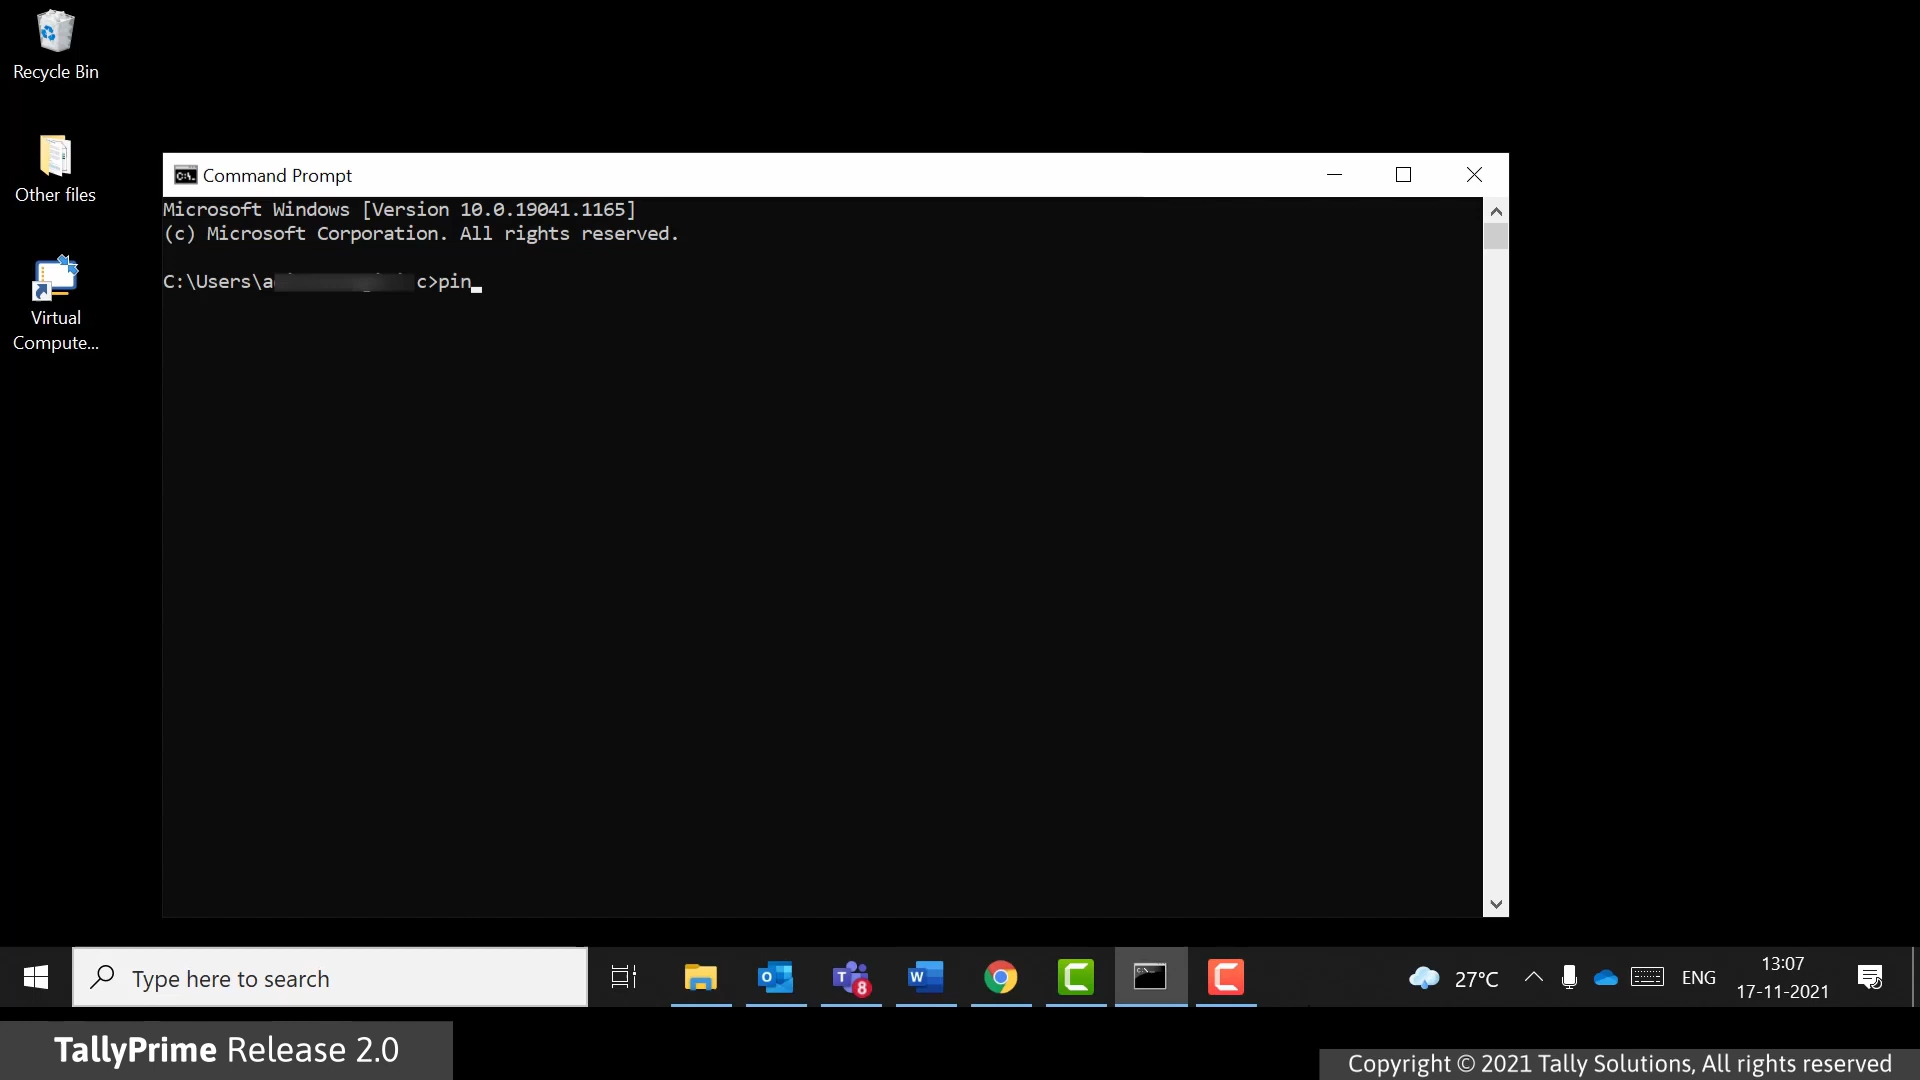 Recycle Bin
Other files
Virtual
Compute...
Command Prompt
Microsoft Windows [Version 10.0.19041.1165]
(c) Microsoft Corporation. All rights reserved.
C:\Users\a c>pin
Type here to search
8
27°C
ENG
13:07
17-11-2021
TallyPrime Release 2.0
Copyright © 2021 Tally Solutions, All rights reserved